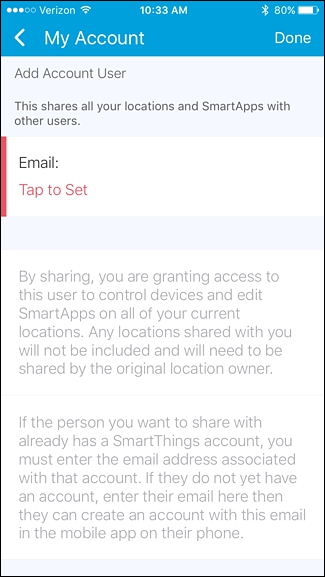 Verizon 10:33 AM 80%
My Account Done
Add Account User
This shares all your locations and SmartApps with
other users.
Email:
Tap to Set
By sharing, you are granting access to
this user to control devices and edit
SmartApps on all of your current
locations. Any locations shared with you
will not be included and will need to be
shared by the original location owner.
If the person you want to share with
already has a SmartThings account, you
must enter the email address associated
with that account. If they do not yet have
an account, enter their email here then
they can create an account with this email
in the mobile app on their phone.